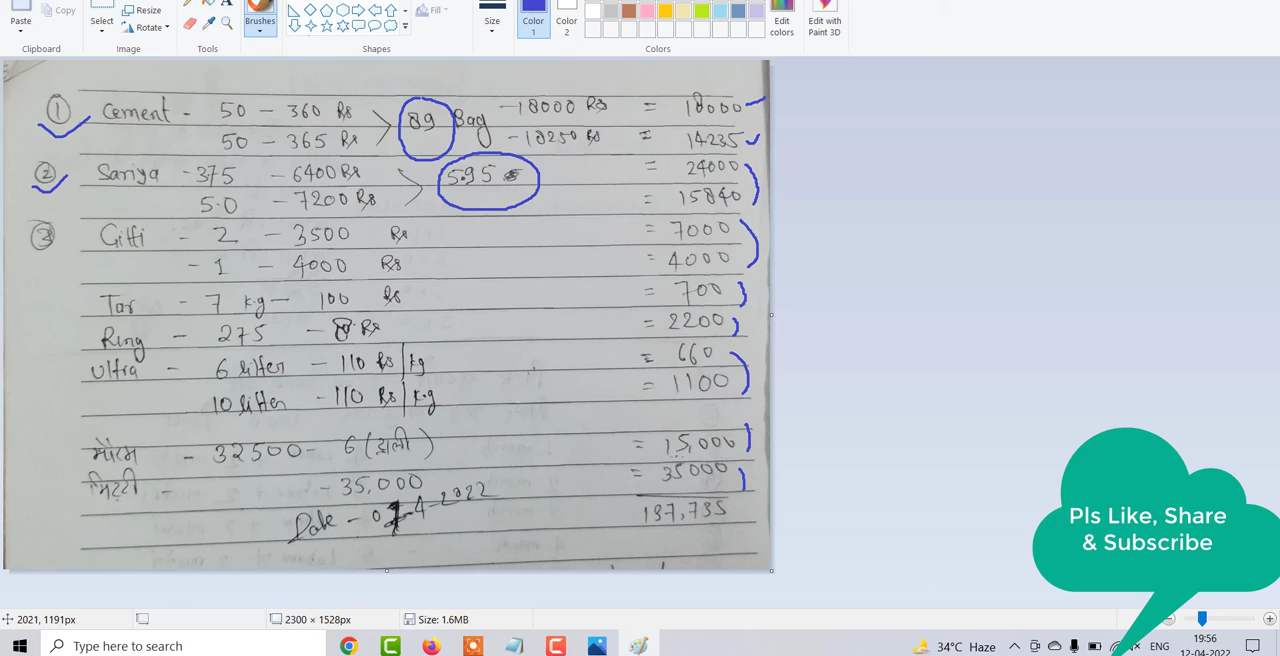 Paste
Copy
Select
Resize
Rotate
Brushes
Fill
Size
Color 1
Color 2
Edit colors
Edit with Paint 3D
Clipboard
Image
Tools
Shapes
Colors
① Cement - 50 - 360 Rs 89 Bag - 18000 Rs = 18000
50 - 365 Rs - 18250 Rs = 14235
② Sariya - 375 - 6400 Rs 5.95 = 24000
5.0 - 7200 Rs = 15840
③ Gitti - 2 - 3500 Rs = 7000
- 1 - 4000 Rs = 4000
Tar - 7 kg - 100 Rs = 700
Ring - 275 - 8 Rs = 2200
Ultra - 6 litter - 110 Rs/kg = 660
10 litter - 110 Rs/k.g = 1100
मौरम - 32500 - 6 (ट्राली) = 15,000
मिट्टी - - 35,000 = 35000
Date - 07-4-2022 137,735
Pls Like, Share
& Subscribe
2021, 1191px
2300 × 1528px
Size: 1.6MB
Type here to search
34°C Haze
ENG
19:56
12-04-2022